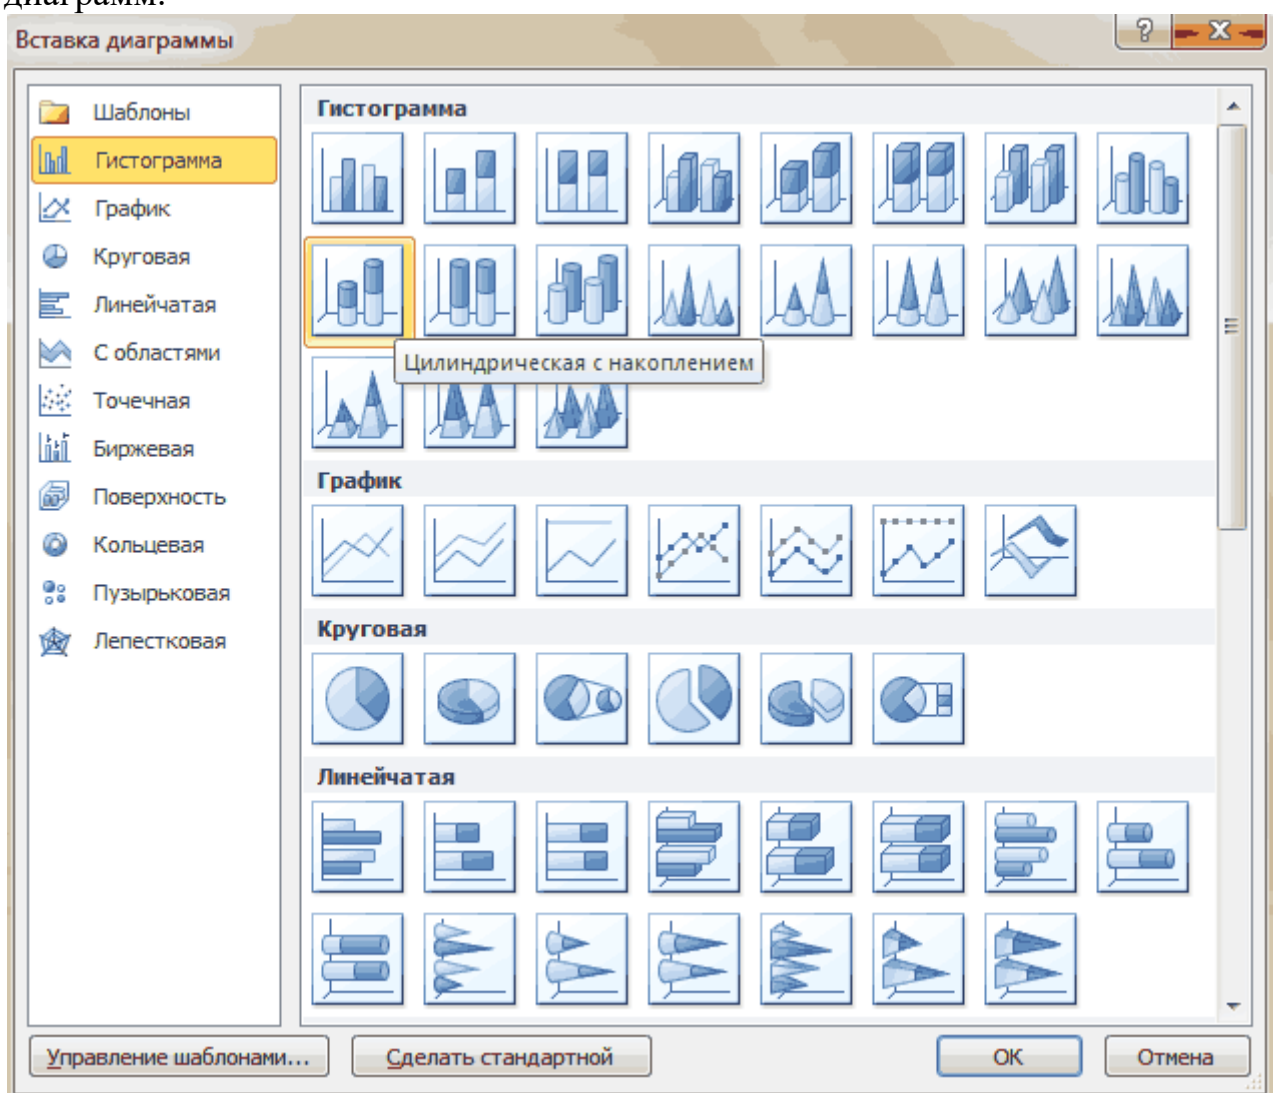 диаграмм.
Вставка диаграммы
?
Шаблоны
Гистограмма
График
Круговая
Линейчатая
С областями
Точечная
Биржевая
Поверхность
Кольцевая
Пузырьковая
Лепестковая
Гистограмма
Цилиндрическая с накоплением
График
Круговая
Линейчатая
Управление шаблонами...
Сделать стандартной
ОК
Отмена